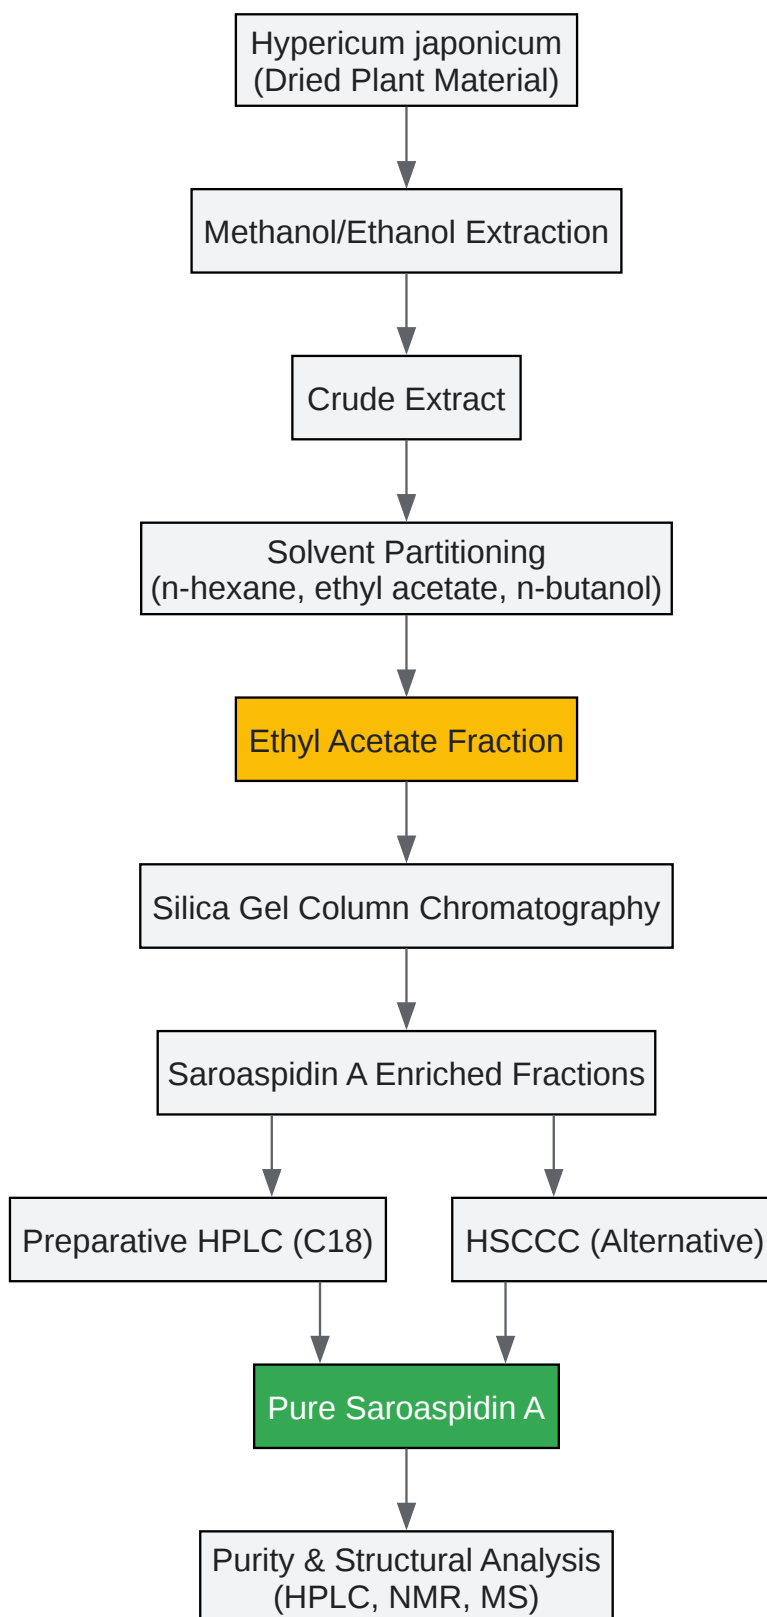 Hypericum japonicum
(Dried Plant Material)
Methanol/Ethanol Extraction
Crude Extract
Solvent Partitioning
(n-hexane, ethyl acetate, n-butanol)
Ethyl Acetate Fraction
Silica Gel Column Chromatography
Saroaspidin A Enriched Fractions
Preparative HPLC (C18)
HSCCC (Alternative)
Pure Saroaspidin A
Purity & Structural Analysis
(HPLC, NMR, MS)